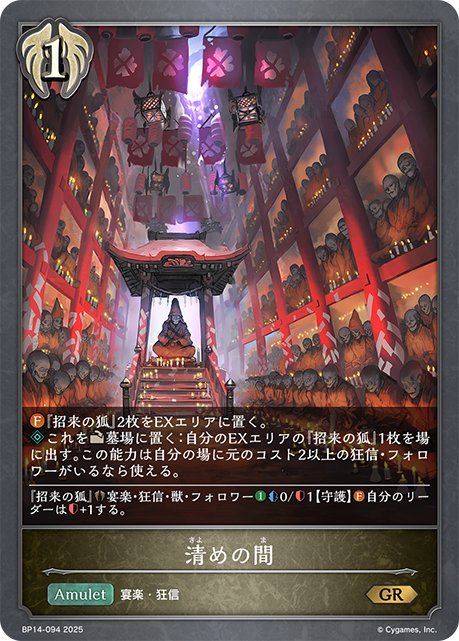 1
『招来の狐』2枚をEXエリアに置く。
これを墓場に置く：自分のEXエリアの『招来の狐』1枚を場
に出す。この能力は自分の場に元のコスト2以上の狂信・フォロ
ワーがいるなら使える。
『招来の狐』宴楽・狂信・獣・フォロワー 1 0/1【守護】 F 自分のリー
ダーは+1する。
きよ ま
清めの間
Amulet 宴楽・狂信 GR
BP14-094 2025 © Cygames, Inc.